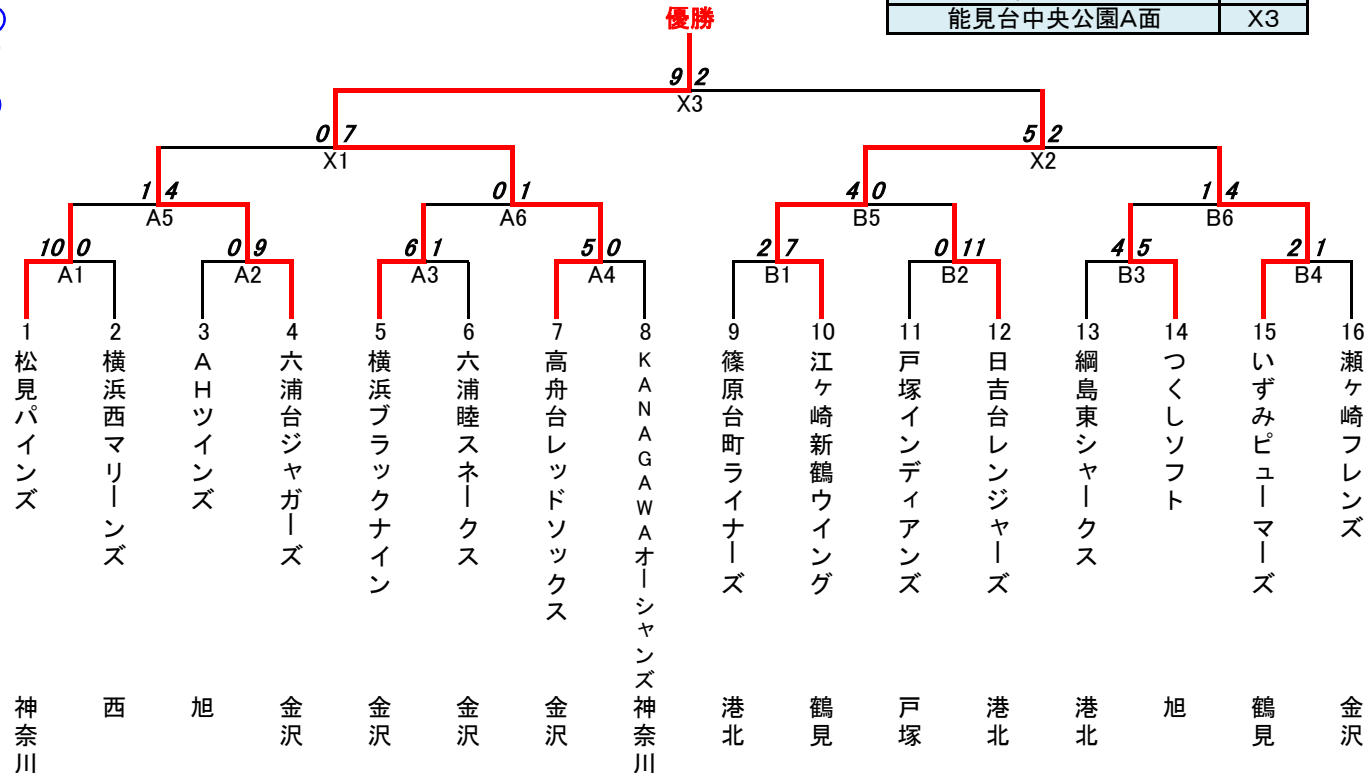 優勝
能見台中央公園A面 X3
9 2
X3
0 7
X1
5 2
X2
1 4
A5
0 1
A6
4 0
B5
1 4
B6
10 0
A1
0 9
A2
6 1
A3
5 0
A4
2 7
B1
0 11
B2
4 5
B3
2 1
B4
1 2 3 4 5 6 7 8 9 10 11 12 13 14 15 16
松見パインズ
横浜西マリーンズ
AHツインズ
六浦台ジャガーズ
横浜ブラックナイン
六浦睦スネークス
高舟台レッドソックス
KANAGAWAオーシャンズ
篠原台町ライナーズ
江ヶ崎新鶴ウイング
戸塚インディアンズ
日吉台レンジャーズ
綱島東シャークス
つくしソフト
いずみピューマーズ
瀬ヶ崎フレンズ
神奈川
西
旭
金沢
金沢
金沢
金沢
神奈川
港北
鶴見
戸塚
港北
港北
旭
鶴見
金沢